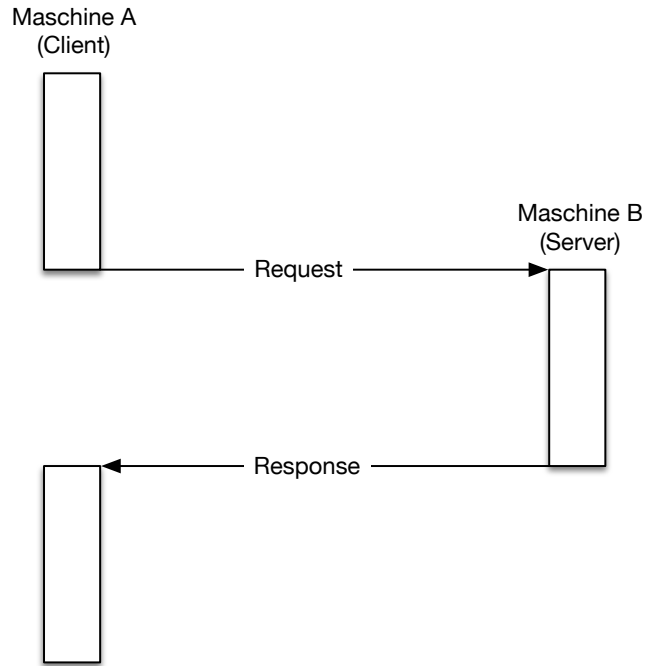 Maschine A
(Client)
Maschine B
(Server)
Request
Response